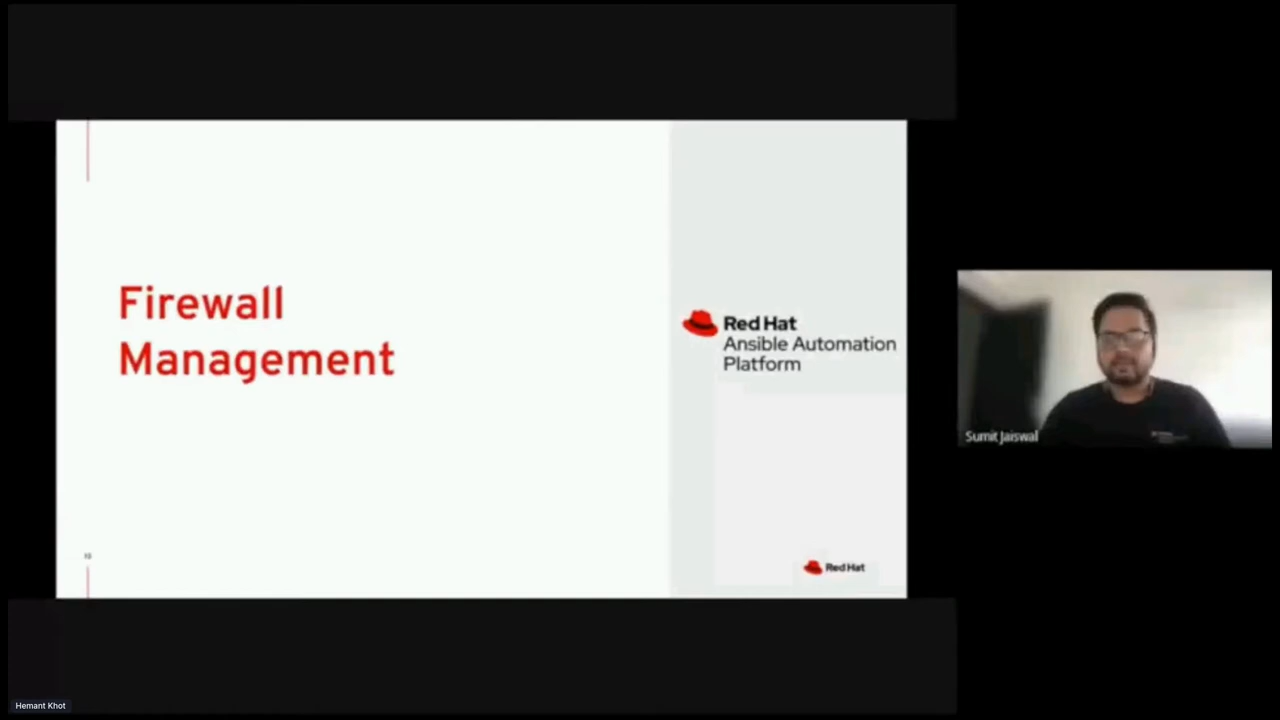 Firewall
Management
Red Hat
Ansible Automation
Platform
Red Hat
Sumit Jaiswal
Hemant Khot